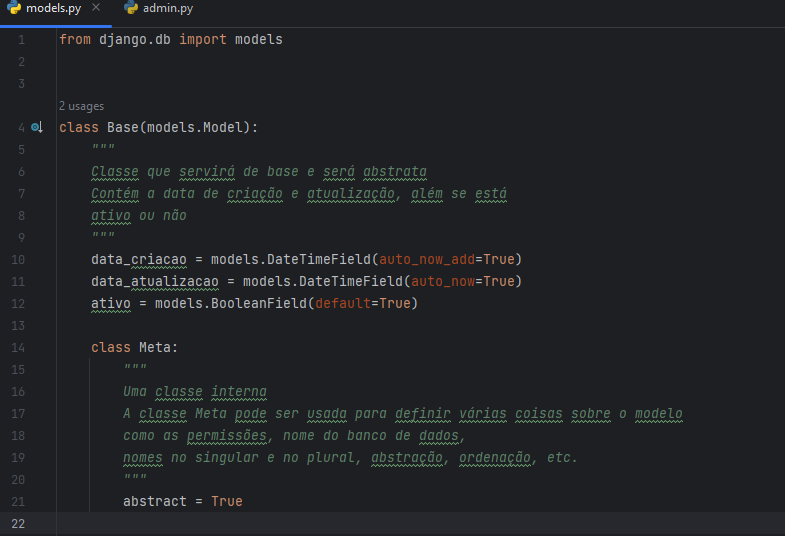 models.py × admin.py
1 from django.db import models
2
3
2 usages
4 class Base(models.Model):
5 """
6 Classe que servirá de base e será abstrata
7 Contém a data de criação e atualização, além se está
8 ativo ou não
9 """
10 data_criacao = models.DateTimeField(auto_now_add=True)
11 data_atualizacao = models.DateTimeField(auto_now=True)
12 ativo = models.BooleanField(default=True)
13
14 class Meta:
15 """
16 Uma classe interna
17 A classe Meta pode ser usada para definir várias coisas sobre o modelo
18 como as permissões, nome do banco de dados,
19 nomes no singular e no plural, abstração, ordenação, etc.
20 """
21 abstract = True
22